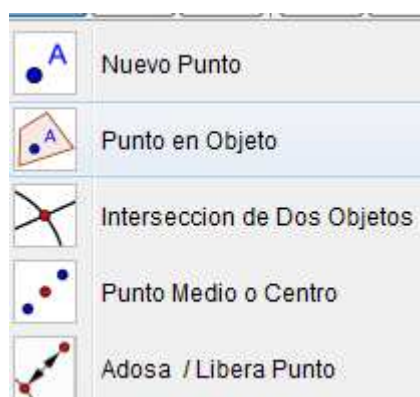 A
Nuevo Punto
A
Punto en Objeto
Interseccion de Dos Objetos
Punto Medio o Centro
Adosa / Libera Punto